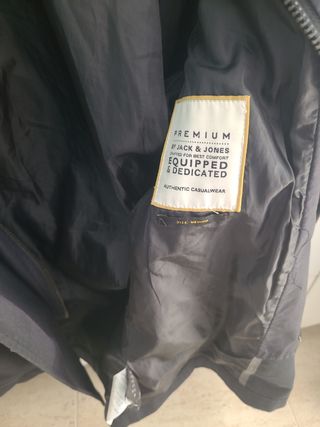 PREMIUM
BY JACK & JONES
CRAFTED FOR BEST COMFORT
EQUIPPED
& DEDICATED
AUTHENTIC CASUALWEAR